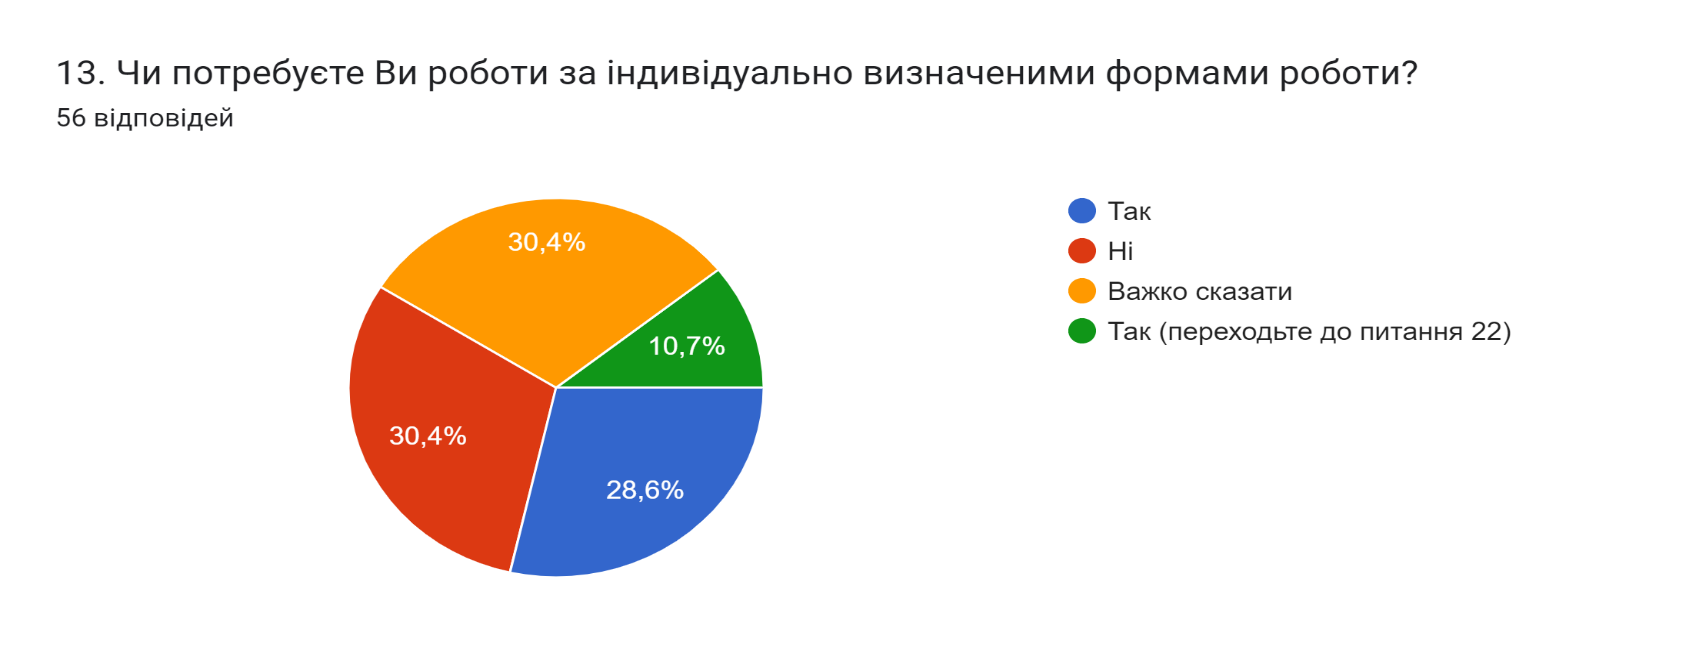 13. Чи потребуєте Ви роботи за індивідуально визначеними формами роботи?
56 відповідей
30,4%
10,7%
30,4%
28,6%
Так
Ні
Важко сказати
Так (переходьте до питання 22)